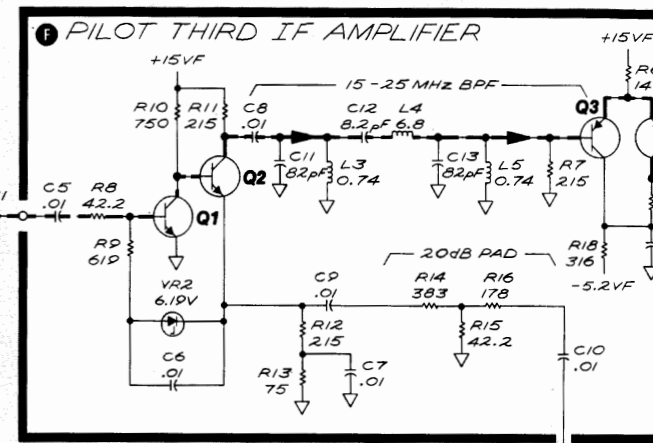 F PILOT THIRD IF AMPLIFIER
+15VF
+15VF
15-25 MHz BPF
R10
750
R11
215
C8
.01
C12
8.2pF
L4
6.8
Q3
R6
14
C5
.01
R8
42.2
Q2
C11
82pF
L3
0.74
C13
82pF
L5
0.74
R7
215
Q1
R9
619
VR2
6.19V
C6
.01
C9
.01
20dB PAD
R14
383
R16
178
R18
316
-5.2VF
R12
215
R15
42.2
R13
75
C7
.01
C10
.01